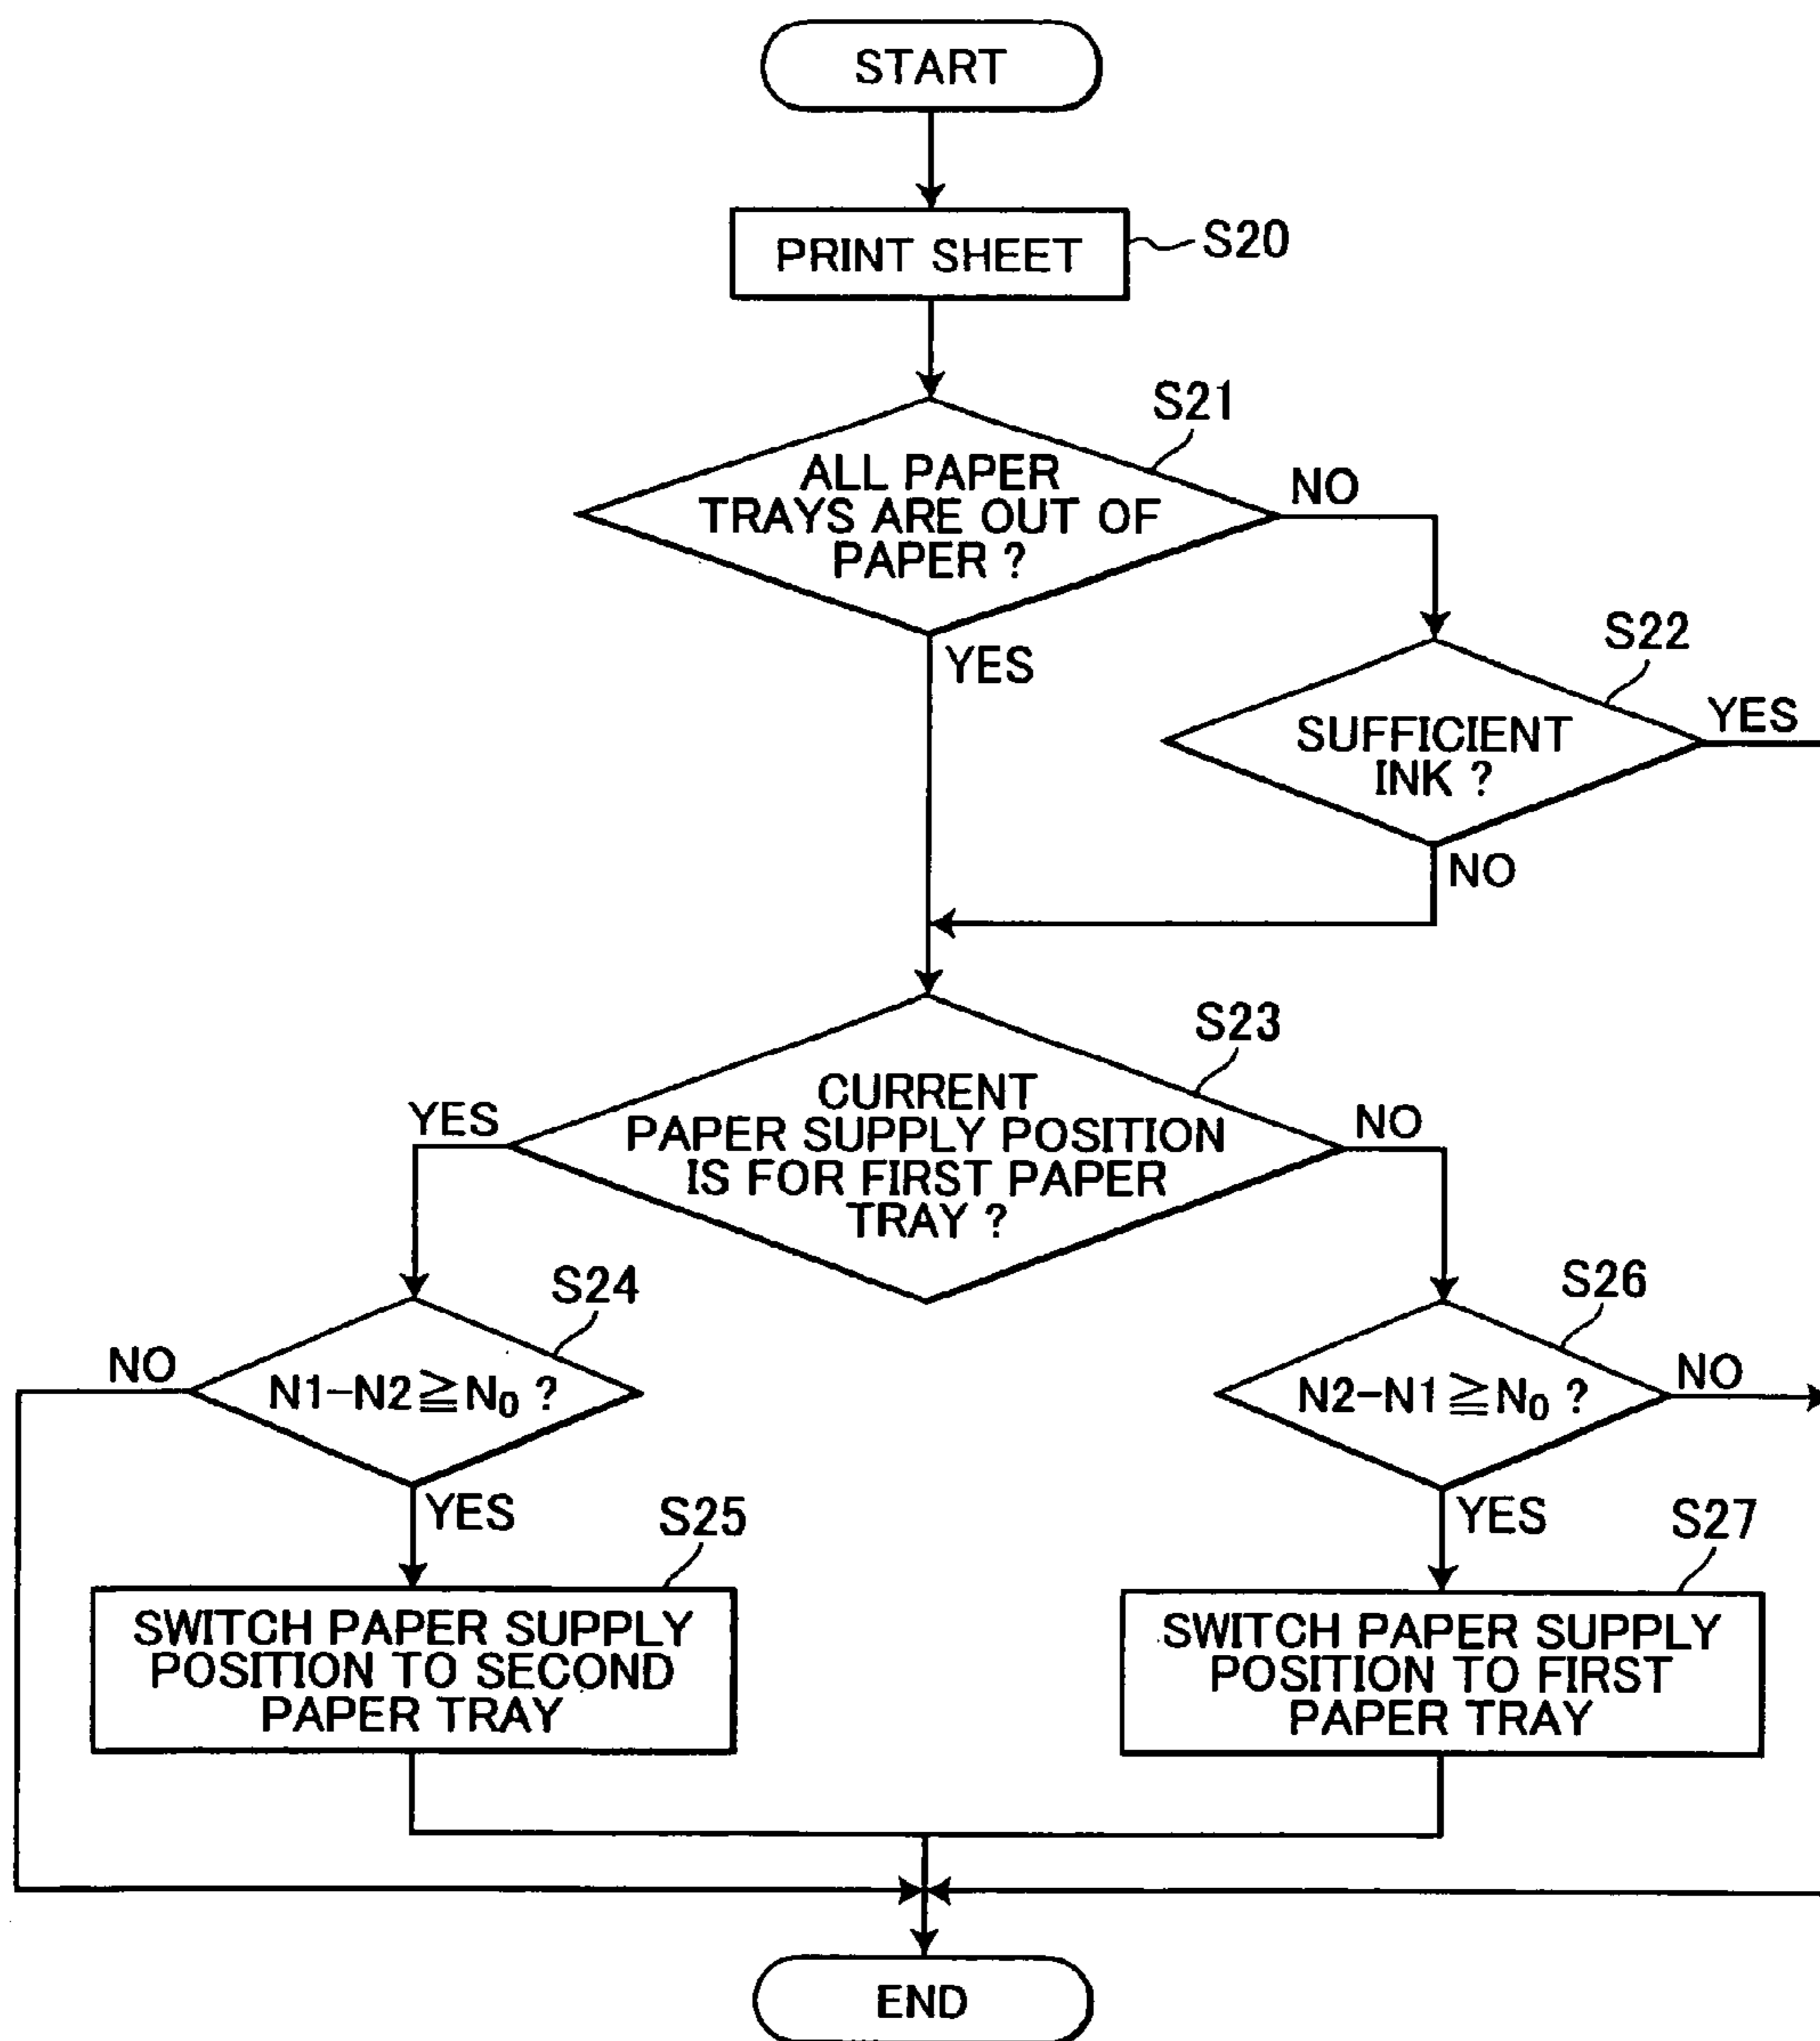 START
PRINT SHEET
S20
S21
ALL PAPER
TRAYS ARE OUT OF
PAPER ?
NO
YES
S22
SUFFICIENT
INK ?
YES
NO
S23
CURRENT
PAPER SUPPLY POSITION
IS FOR FIRST PAPER
TRAY ?
YES
NO
S24
N1-N2≧N₀ ?
NO
YES
S26
N2-N1≧N₀ ?
NO
YES
S25
SWITCH PAPER SUPPLY
POSITION TO SECOND
PAPER TRAY
S27
SWITCH PAPER SUPPLY
POSITION TO FIRST
PAPER TRAY
END